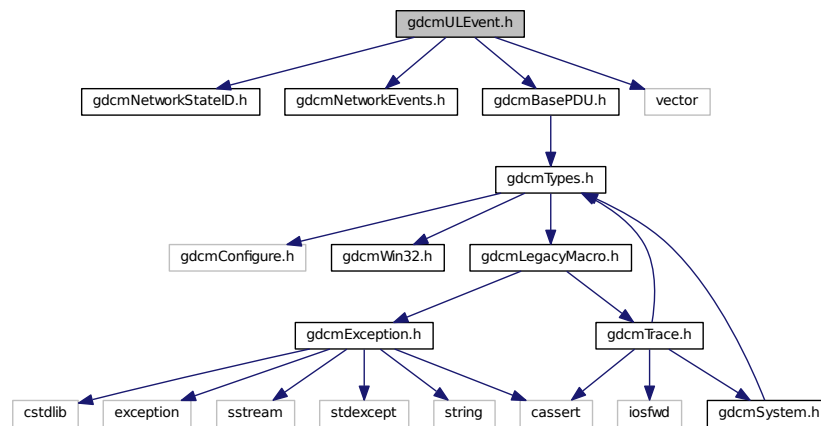 gdcmULEvent.h
gdcmNetworkStateID.h
gdcmNetworkEvents.h
gdcmBasePDU.h
vector
gdcmTypes.h
gdcmConfigure.h
gdcmWin32.h
gdcmLegacyMacro.h
gdcmException.h
gdcmTrace.h
cstdlib
exception
sstream
stdexcept
string
cassert
iosfwd
gdcmSystem.h